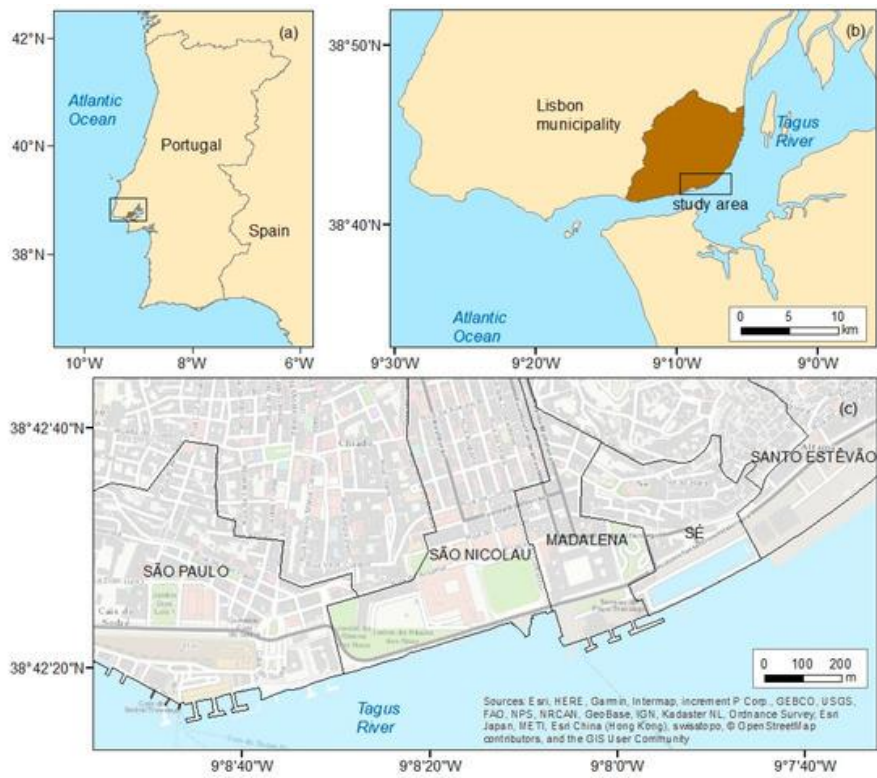 42°N
40°N
38°N
(a)
Atlantic
Ocean
Portugal
Spain
10°W
8°W
6°W
38°50'N
38°40'N
(b)
Lisbon
municipality
Tagus
River
study area
Atlantic
Ocean
0 5 10
km
9°30'W
9°20'W
9°10'W
9°0'W
38°42'40"N
38°42'20"N
(c)
Chiado
SANTO ESTÊVÃO
SÉ
MADALENA
SÃO NICOLAU
SÃO PAULO
Cais do
Sodré
0 100 200
m
Tagus
River
Sources: Esri, HERE, Garmin, Intermap, increment P Corp., GEBCO, USGS,
FAO, NPS, NRCAN, GeoBase, IGN, Kadaster NL, Ordnance Survey, Esri
Japan, METI, Esri China (Hong Kong), swisstopo, © OpenStreetMap
contributors, and the GIS User Community
9°8'40"W
9°8'20"W
9°8'0"W
9°7'40"W